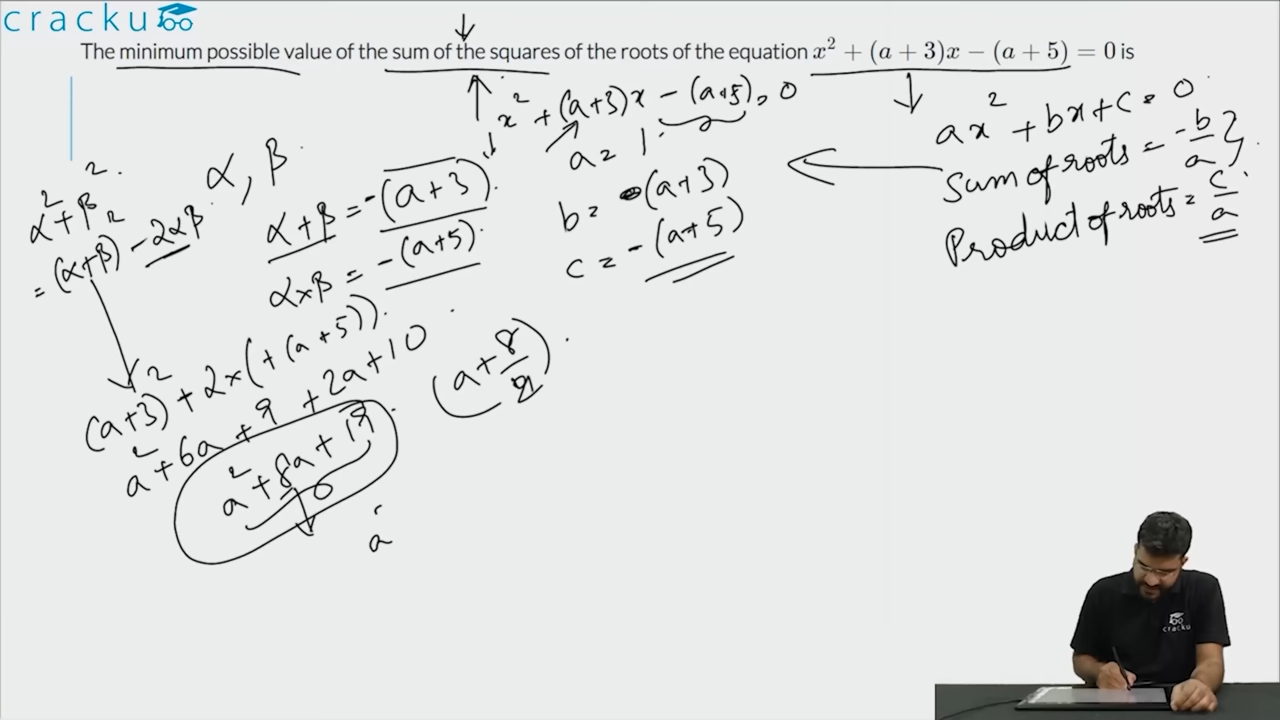 cracku
The minimum possible value of the sum of the squares of the roots of the equation x² + (a + 3)x − (a + 5) = 0 is
x² + (a+3)x − (a+5) = 0
a = 1
b = (a+3)
c = − (a+5)
ax² + bx + c = 0
Sum of roots = −b/a
Product of roots = c/a
α, β
α² + β²
= (α+β)² − 2αβ
α+β = −(a+3)
α×β = −(a+5)
(a+3)² + 2×(+(a+5))
a² + 6a + 9 + 2a + 10
a² + 8a + 19
(a + 8/2)
a
cracku